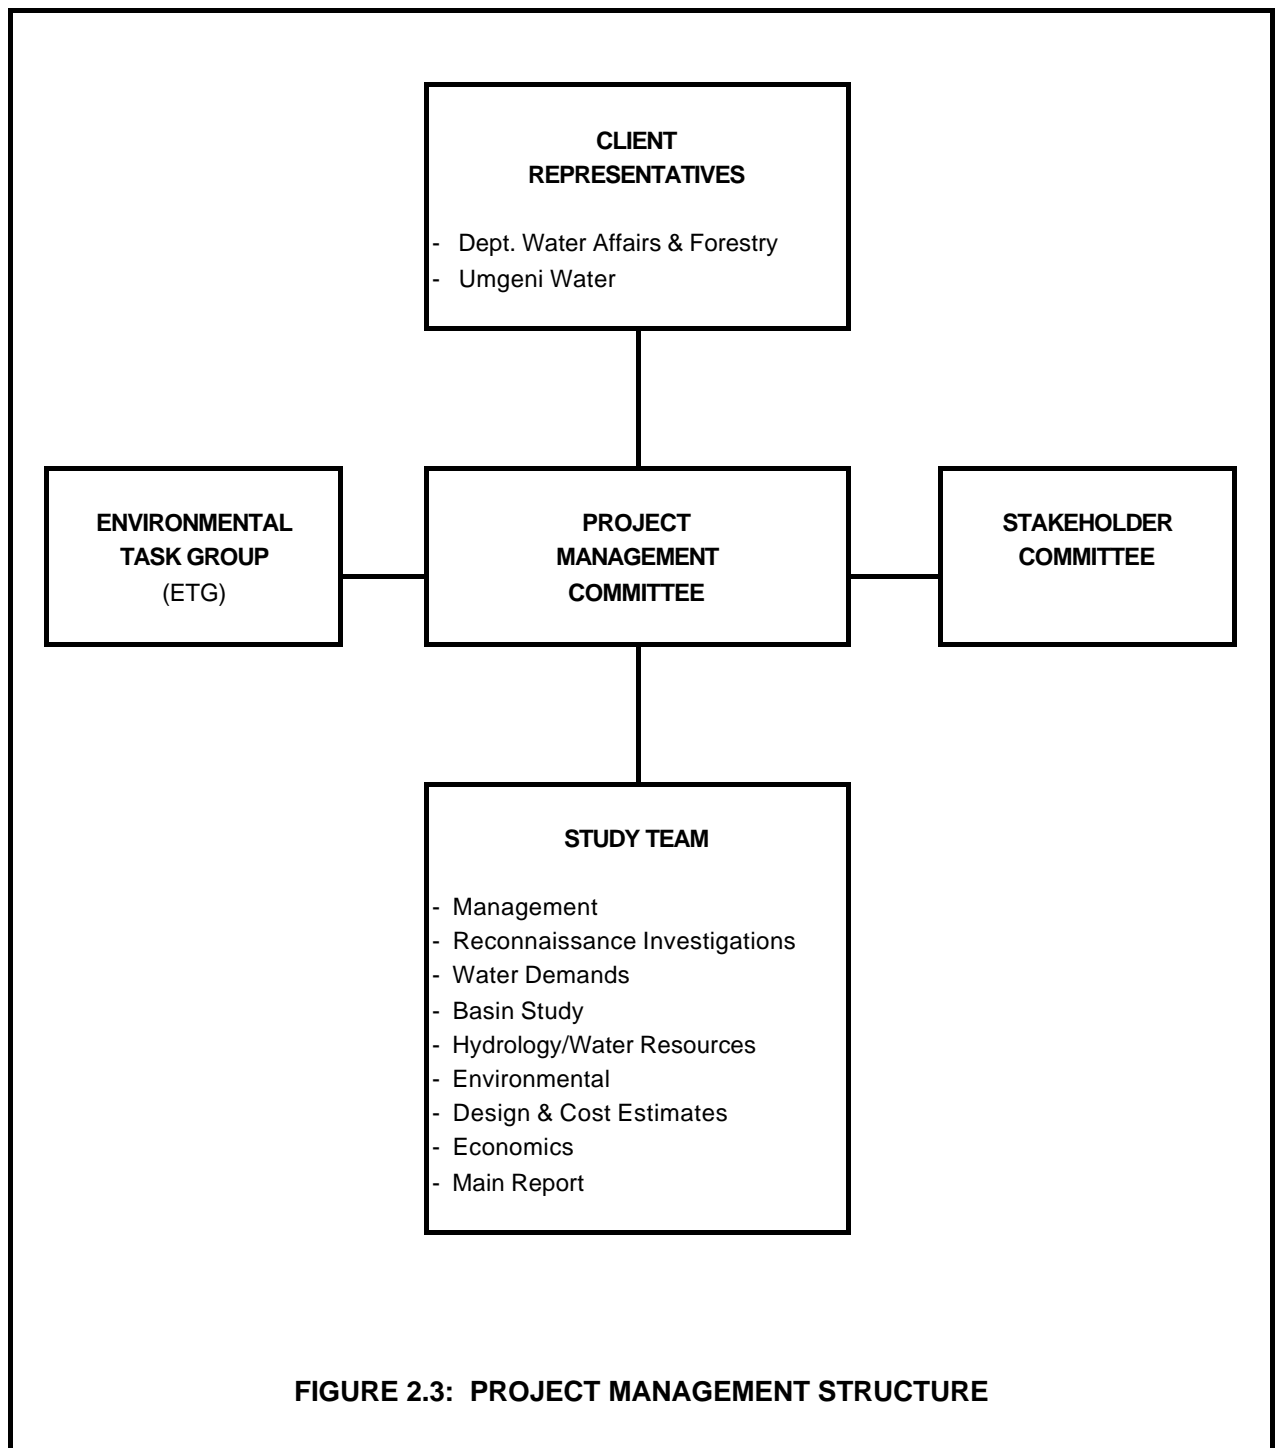 CLIENT
REPRESENTATIVES
- Dept. Water Affairs & Forestry
- Umgeni Water
ENVIRONMENTAL
TASK GROUP
(ETG)
PROJECT
MANAGEMENT
COMMITTEE
STAKEHOLDER
COMMITTEE
STUDY TEAM
- Management
- Reconnaissance Investigations
- Water Demands
- Basin Study
- Hydrology/Water Resources
- Environmental
- Design & Cost Estimates
- Economics
- Main Report
FIGURE 2.3: PROJECT MANAGEMENT STRUCTURE